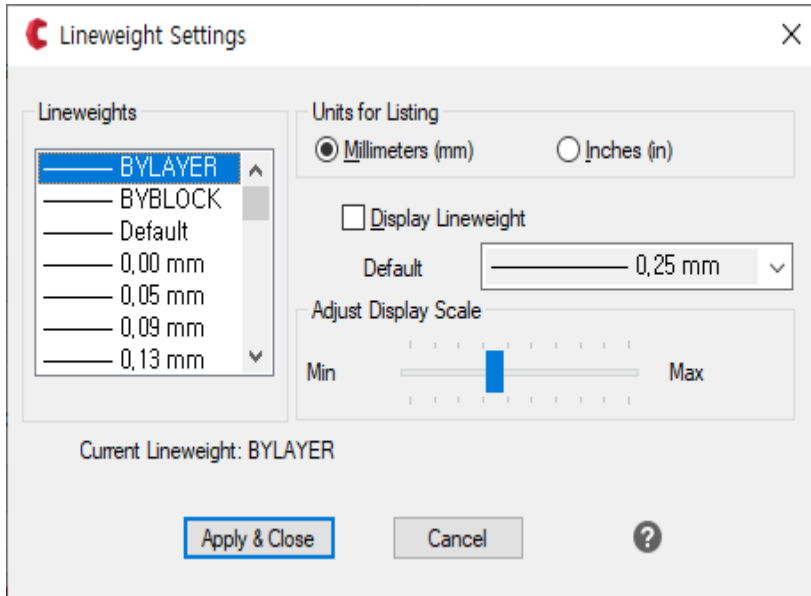 Lineweight Settings
Lineweights
BYLAYER
BYBLOCK
Default
0,00 mm
0,05 mm
0,09 mm
0,13 mm
Units for Listing
Millimeters (mm)
Inches (in)
Display Lineweight
Default
0,25 mm
Adjust Display Scale
Min
Max
Current Lineweight: BYLAYER
Apply & Close
Cancel
?